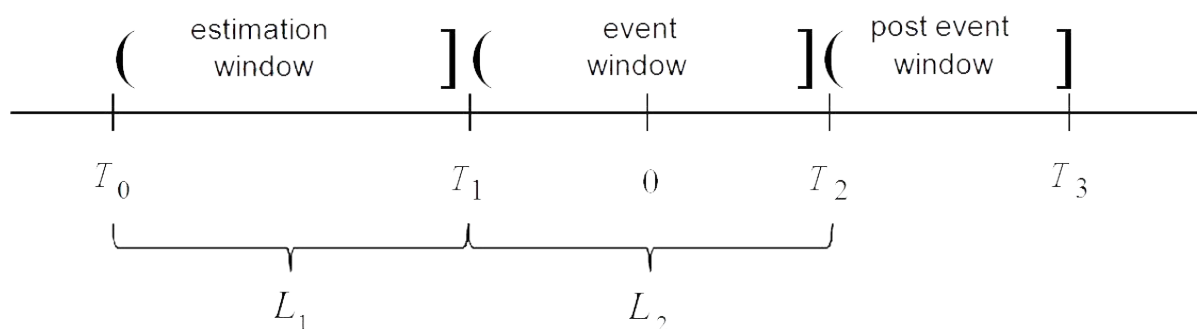 estimation window
event window
post event window
( ] ( ] ( ]
T0 T1 0 T2 T3
L1 L2